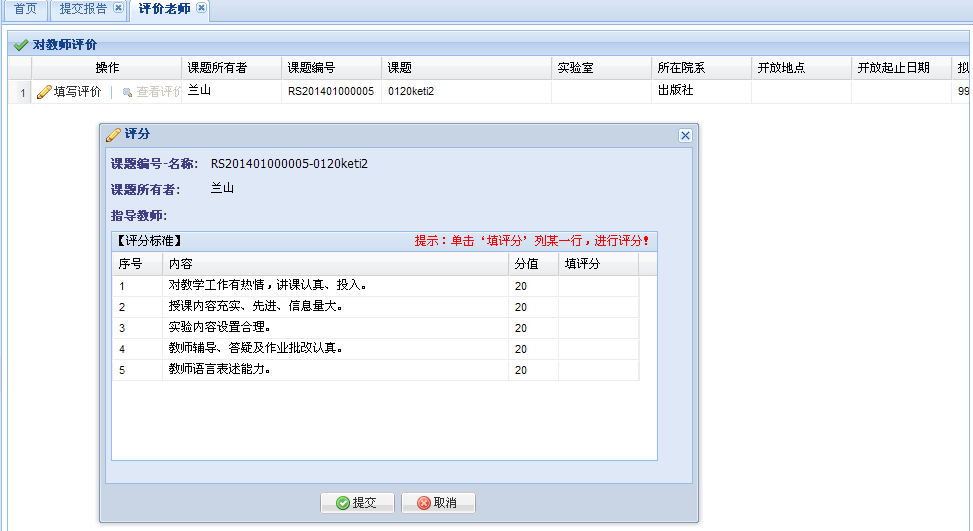 首页 提交报告 评价老师
对教师评价
操作 课题所有者 课题编号 课题 实验室 所在院系 开放地点 开放起止日期 拟
1 填写评价 | 查看评价 兰山 RS201401000005 0120keti2 出版社 99
评分
课题编号-名称: RS201401000005-0120keti2
课题所有者: 兰山
指导教师:
【评分标准】 提示：单击‘填评分’列某一行，进行评分！
序号 内容 分值 填评分
1 对教学工作有热情，讲课认真、投入。 20
2 授课内容充实、先进、信息量大。 20
3 实验内容设置合理。 20
4 教师辅导、答疑及作业批改认真。 20
5 教师语言表述能力。 20
提交 取消